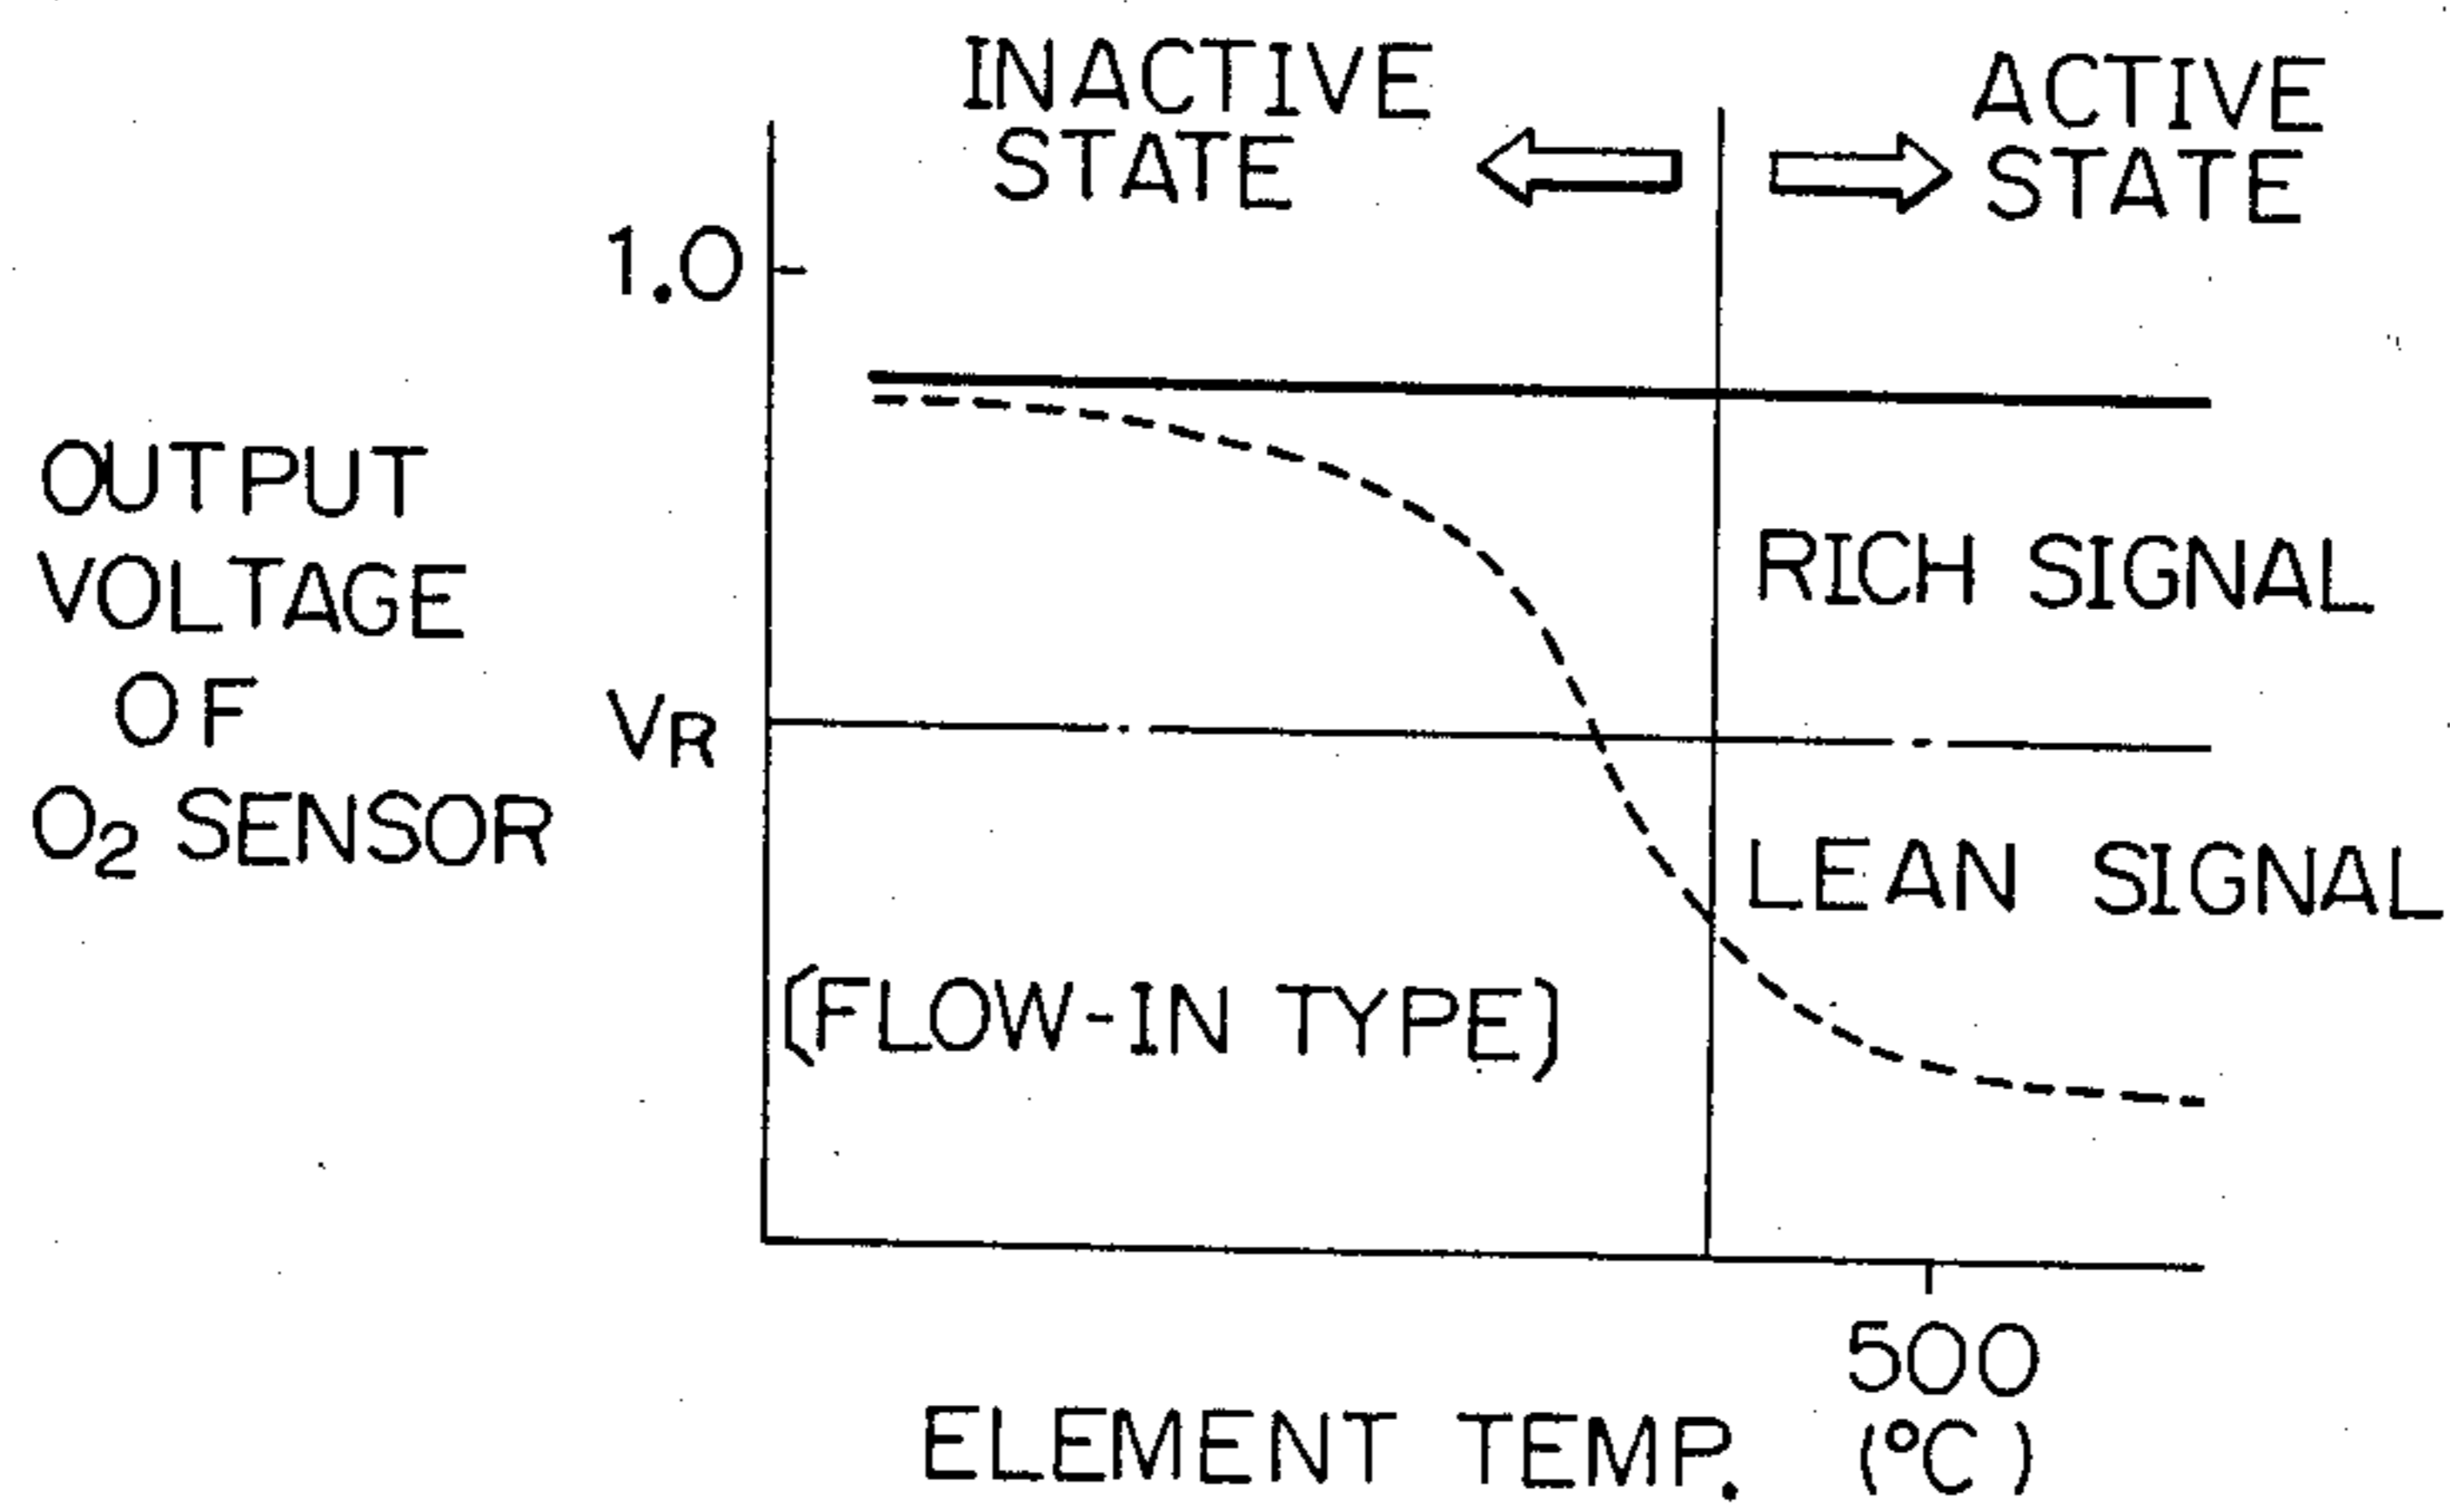 INACTIVE
STATE
ACTIVE
STATE
1.0
OUTPUT
VOLTAGE
OF
O2 SENSOR
VR
RICH SIGNAL
LEAN SIGNAL
(FLOW-IN TYPE)
500
ELEMENT TEMP. (°C)